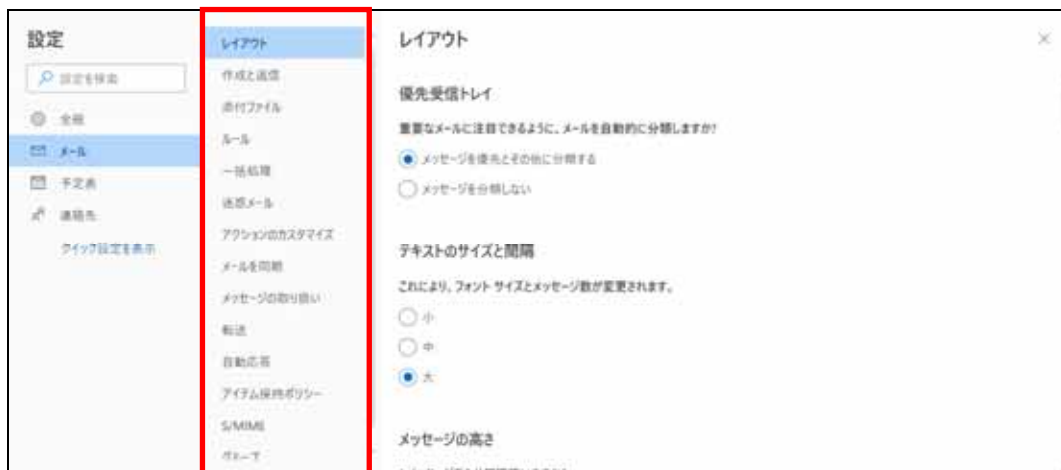 設定
設定を検索
全般
メール
予定表
連絡先
クイック設定を表示
レイアウト
作成と返信
添付ファイル
ルール
一括処理
迷惑メール
アクションのカスタマイズ
メールを同期
メッセージの取り扱い
転送
自動応答
アイテム保持ポリシー
S/MIME
グループ
レイアウト
優先受信トレイ
重要なメールに注目できるように、メールを自動的に分類しますか?
メッセージを優先とその他に分類する
メッセージを分類しない
テキストのサイズと間隔
これにより、フォント サイズとメッセージ数が変更されます。
小
中
大
メッセージの高さ